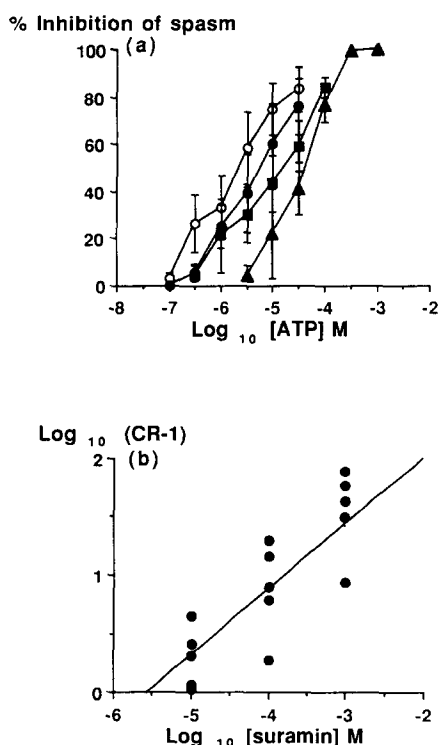 % Inhibition of spasm
(a)
100
80
60
40
20
0
-8 -7 -6 -5 -4 -3 -2
Log 10 [ATP] M
Log 10 (CR-1)
(b)
2
1
0
-6 -5 -4 -3 -2
Log 10 [suramin] M